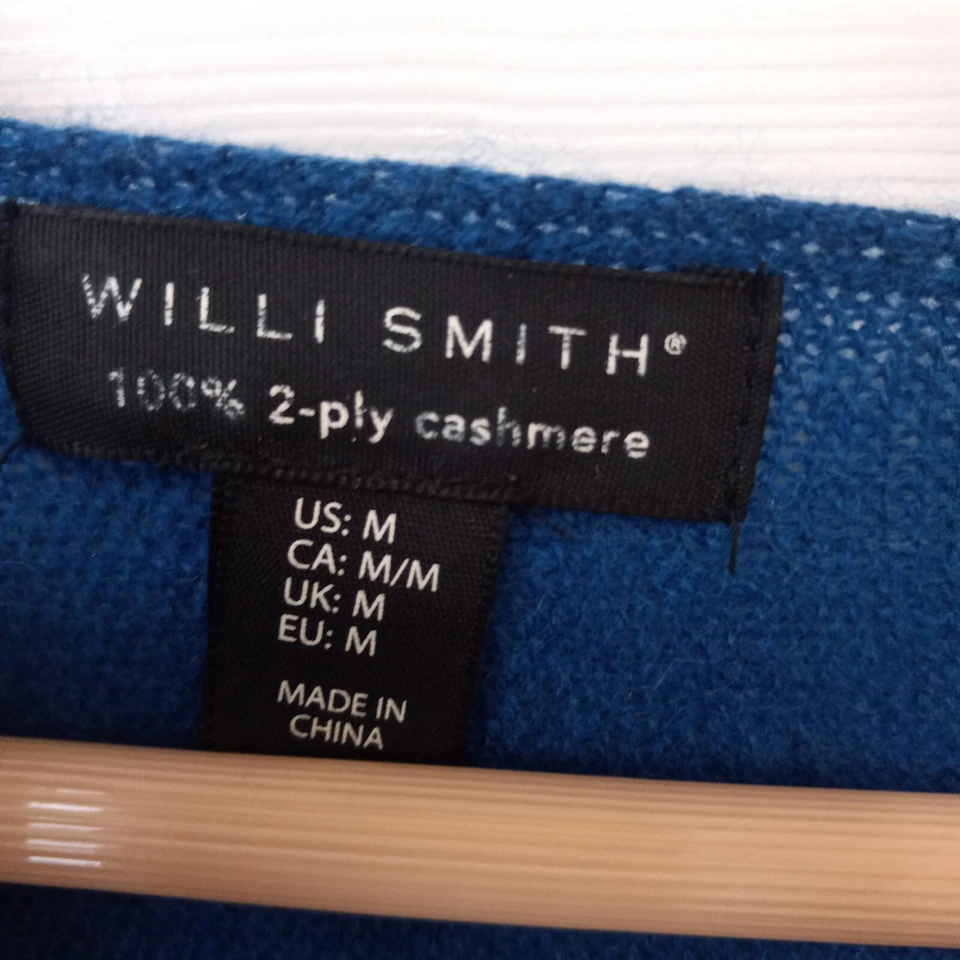 WILLI SMITH®
100% 2-ply cashmere
US: M
CA: M/M
UK: M
EU: M
MADE IN
CHINA